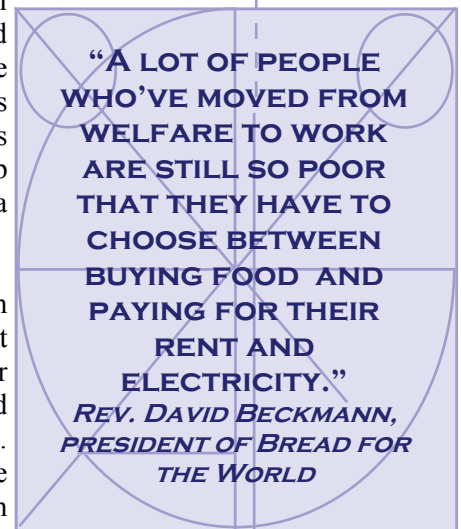 “A LOT OF PEOPLE
WHO’VE MOVED FROM
WELFARE TO WORK
ARE STILL SO POOR
THAT THEY HAVE TO
CHOOSE BETWEEN
BUYING FOOD AND
PAYING FOR THEIR
RENT AND
ELECTRICITY.”
REV. DAVID BECKMANN,
PRESIDENT OF BREAD FOR
THE WORLD